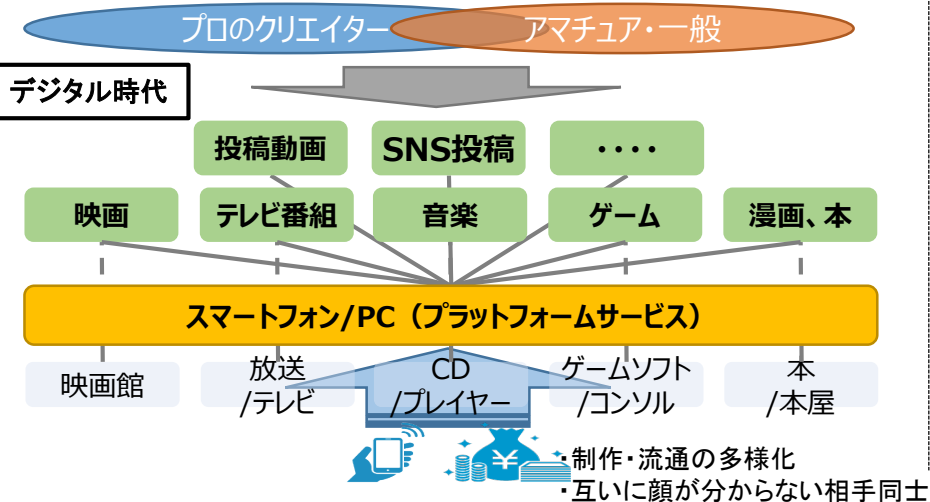 プロのクリエイター アマチュア・一般
デジタル時代
投稿動画 SNS投稿 ・・・・
映画 テレビ番組 音楽 ゲーム 漫画、本
スマートフォン/PC（プラットフォームサービス）
映画館 放送 CD ゲームソフト 本
/テレビ /プレイヤー /コンソル /本屋
¥
・制作・流通の多様化
・互いに顔が分からない相手同士